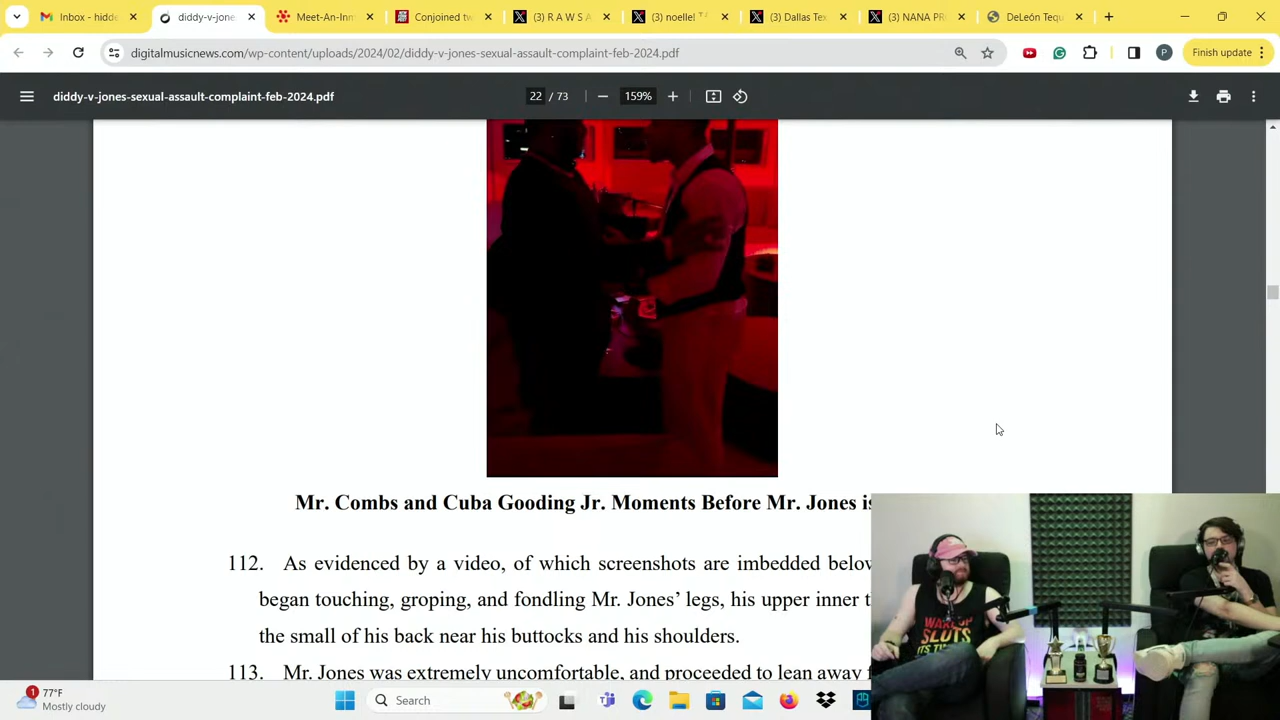 Inbox - hidde
diddy-v-jone
Meet-An-Inm
Conjoined tw
(3) R A W S A
(3) noelle!
(3) Dallas Tex
(3) NANA PR
DeLeón Tequ
digitalmusicnews.com/wp-content/uploads/2024/02/diddy-v-jones-sexual-assault-complaint-feb-2024.pdf
P
Finish update
diddy-v-jones-sexual-assault-complaint-feb-2024.pdf
22 / 73
159%
Mr. Combs and Cuba Gooding Jr. Moments Before Mr. Jones is
112. As evidenced by a video, of which screenshots are imbedded below
began touching, groping, and fondling Mr. Jones' legs, his upper inner t
the small of his back near his buttocks and his shoulders.
113. Mr. Jones was extremely uncomfortable, and proceeded to lean away f
WAKE UP
SLUTS
1
77°F
Mostly cloudy
Search